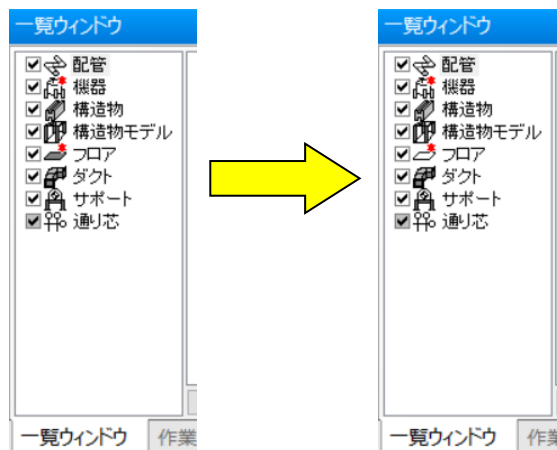 一覧ウィンドウ
配管
機器
構造物
構造物モデル
フロア
ダクト
サポート
通り芯
一覧ウィンドウ 作業
一覧ウィンドウ
配管
機器
構造物
構造物モデル
フロア
ダクト
サポート
通り芯
一覧ウィンドウ 作業